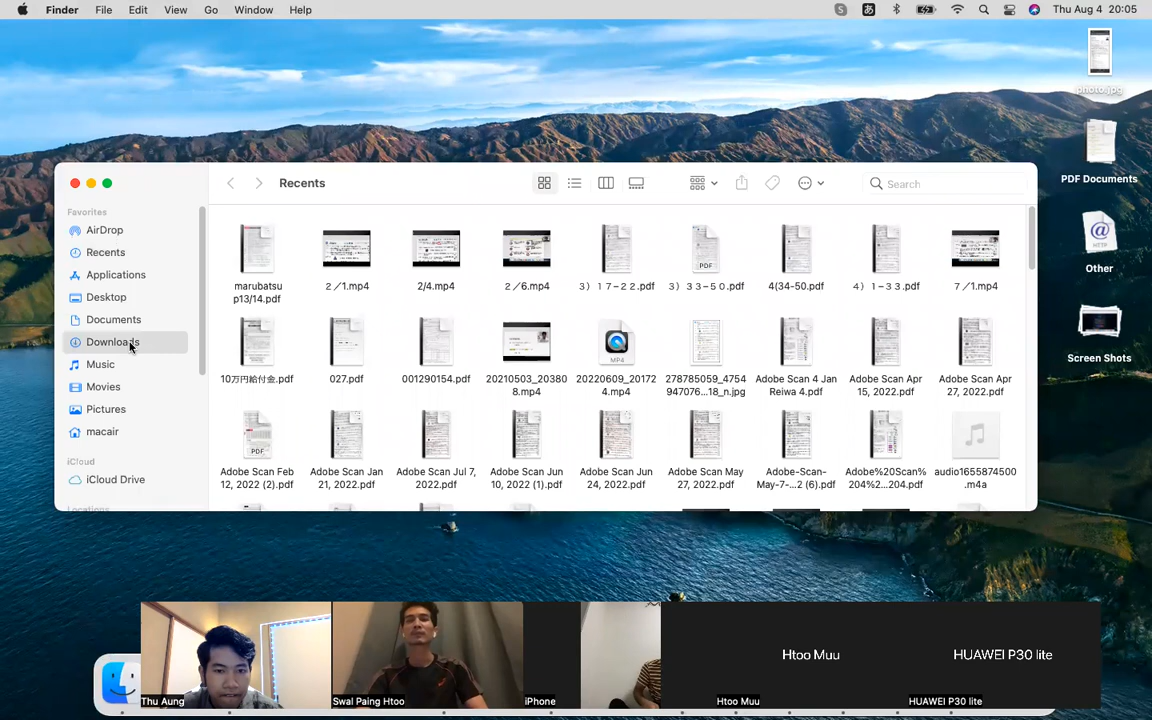 Finder File Edit View Go Window Help
あ
Thu Aug 4 20:05
photo.jpg
PDF Documents
HTTP
Other
Screen Shots
Recents
Search
Favorites
AirDrop
Recents
Applications
Desktop
Documents
Downloads
Music
Movies
Pictures
macair
iCloud
iCloud Drive
Locations
marubatsu p13/14.pdf
２／1.mp4
2/4.mp4
２／6.mp4
３）１７−２２.pdf
PDF
３）３３−５０.pdf
4(34-50.pdf
４）１−３３.pdf
７／1.mp4
10万円給付金.pdf
027.pdf
001290154.pdf
20210503_203808.mp4
MP4
20220609_201724.mp4
278785059_4754947076...18_n.jpg
Adobe Scan 4 Jan Reiwa 4.pdf
Adobe Scan Apr 15, 2022.pdf
Adobe Scan Apr 27, 2022.pdf
PDF
Adobe Scan Feb 12, 2022 (2).pdf
Adobe Scan Jan 21, 2022.pdf
Adobe Scan Jul 7, 2022.pdf
Adobe Scan Jun 10, 2022 (1).pdf
Adobe Scan Jun 24, 2022.pdf
Adobe Scan May 27, 2022.pdf
Adobe-Scan-May-7-...2 (6).pdf
Adobe%20Scan%204%2...204.pdf
audio1655874500.m4a
Thu Aung
Swal Paing Htoo
iPhone
Htoo Muu
Htoo Muu
HUAWEI P30 lite
HUAWEI P30 lite